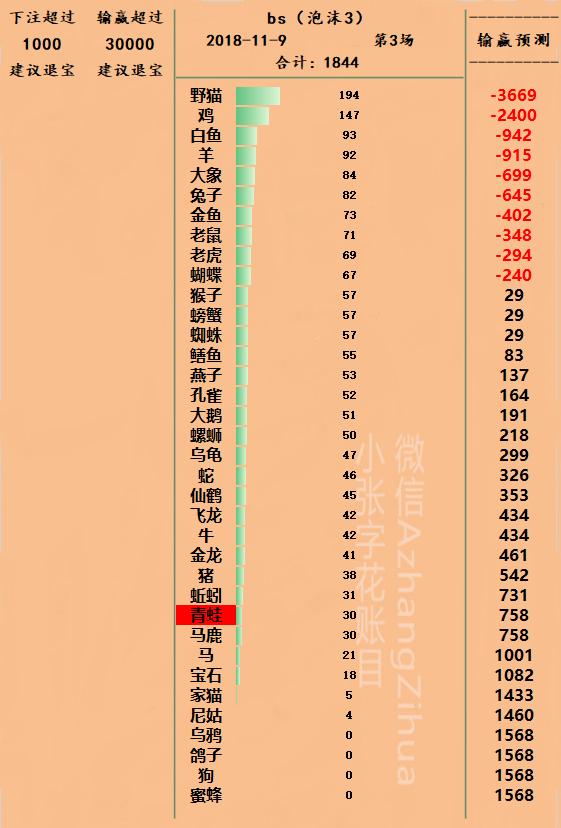 下注超过 输赢超过
1000 30000
建议退宝 建议退宝
bs（泡沫3）
2018-11-9 第3场
合计：1844
----------
输赢预测
----------
野猫 194 -3669
鸡 147 -2400
白鱼 93 -942
羊 92 -915
大象 84 -699
兔子 82 -645
金鱼 73 -402
老鼠 71 -348
老虎 69 -294
蝴蝶 67 -240
猴子 57 29
螃蟹 57 29
蜘蛛 57 29
鳝鱼 55 83
燕子 53 137
孔雀 52 164
大鹅 51 191
螺蛳 50 218
乌龟 47 299
蛇 46 326
仙鹤 45 353
飞龙 42 434
牛 42 434
金龙 41 461
猪 38 542
蚯蚓 31 731
青蛙 30 758
马鹿 30 758
马 21 1001
宝石 18 1082
家猫 5 1433
尼姑 4 1460
乌鸦 0 1568
鸽子 0 1568
狗 0 1568
蜜蜂 0 1568
微信AzhangZihua
小张字花账目